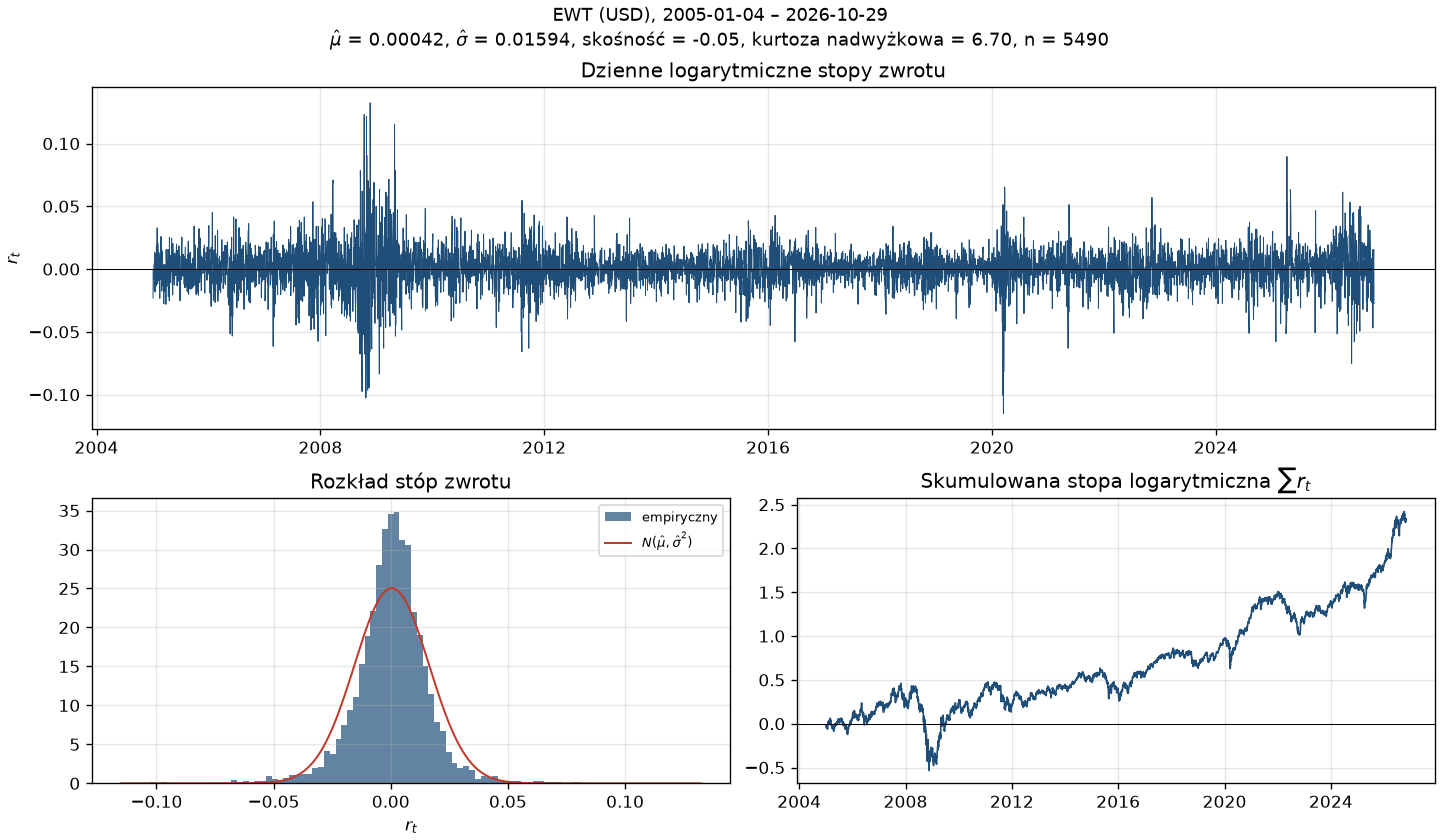 EWT (USD), 2005-01-04 – 2026-10-29
μ̂ = 0.00042, σ̂ = 0.01594, skośność = -0.05, kurtoza nadwyżkowa = 6.70, n = 5490
Dzienne logarytmiczne stopy zwrotu
0.10
0.05
0.00
−0.05
−0.10
r_t
2004 2008 2012 2016 2020 2024
Rozkład stóp zwrotu
35
30
25
20
15
10
5
0
empiryczny
N(μ̂, σ̂²)
−0.10 −0.05 0.00 0.05 0.10
r_t
Skumulowana stopa logarytmiczna ∑r_t
2.5
2.0
1.5
1.0
0.5
0.0
−0.5
2004 2008 2012 2016 2020 2024